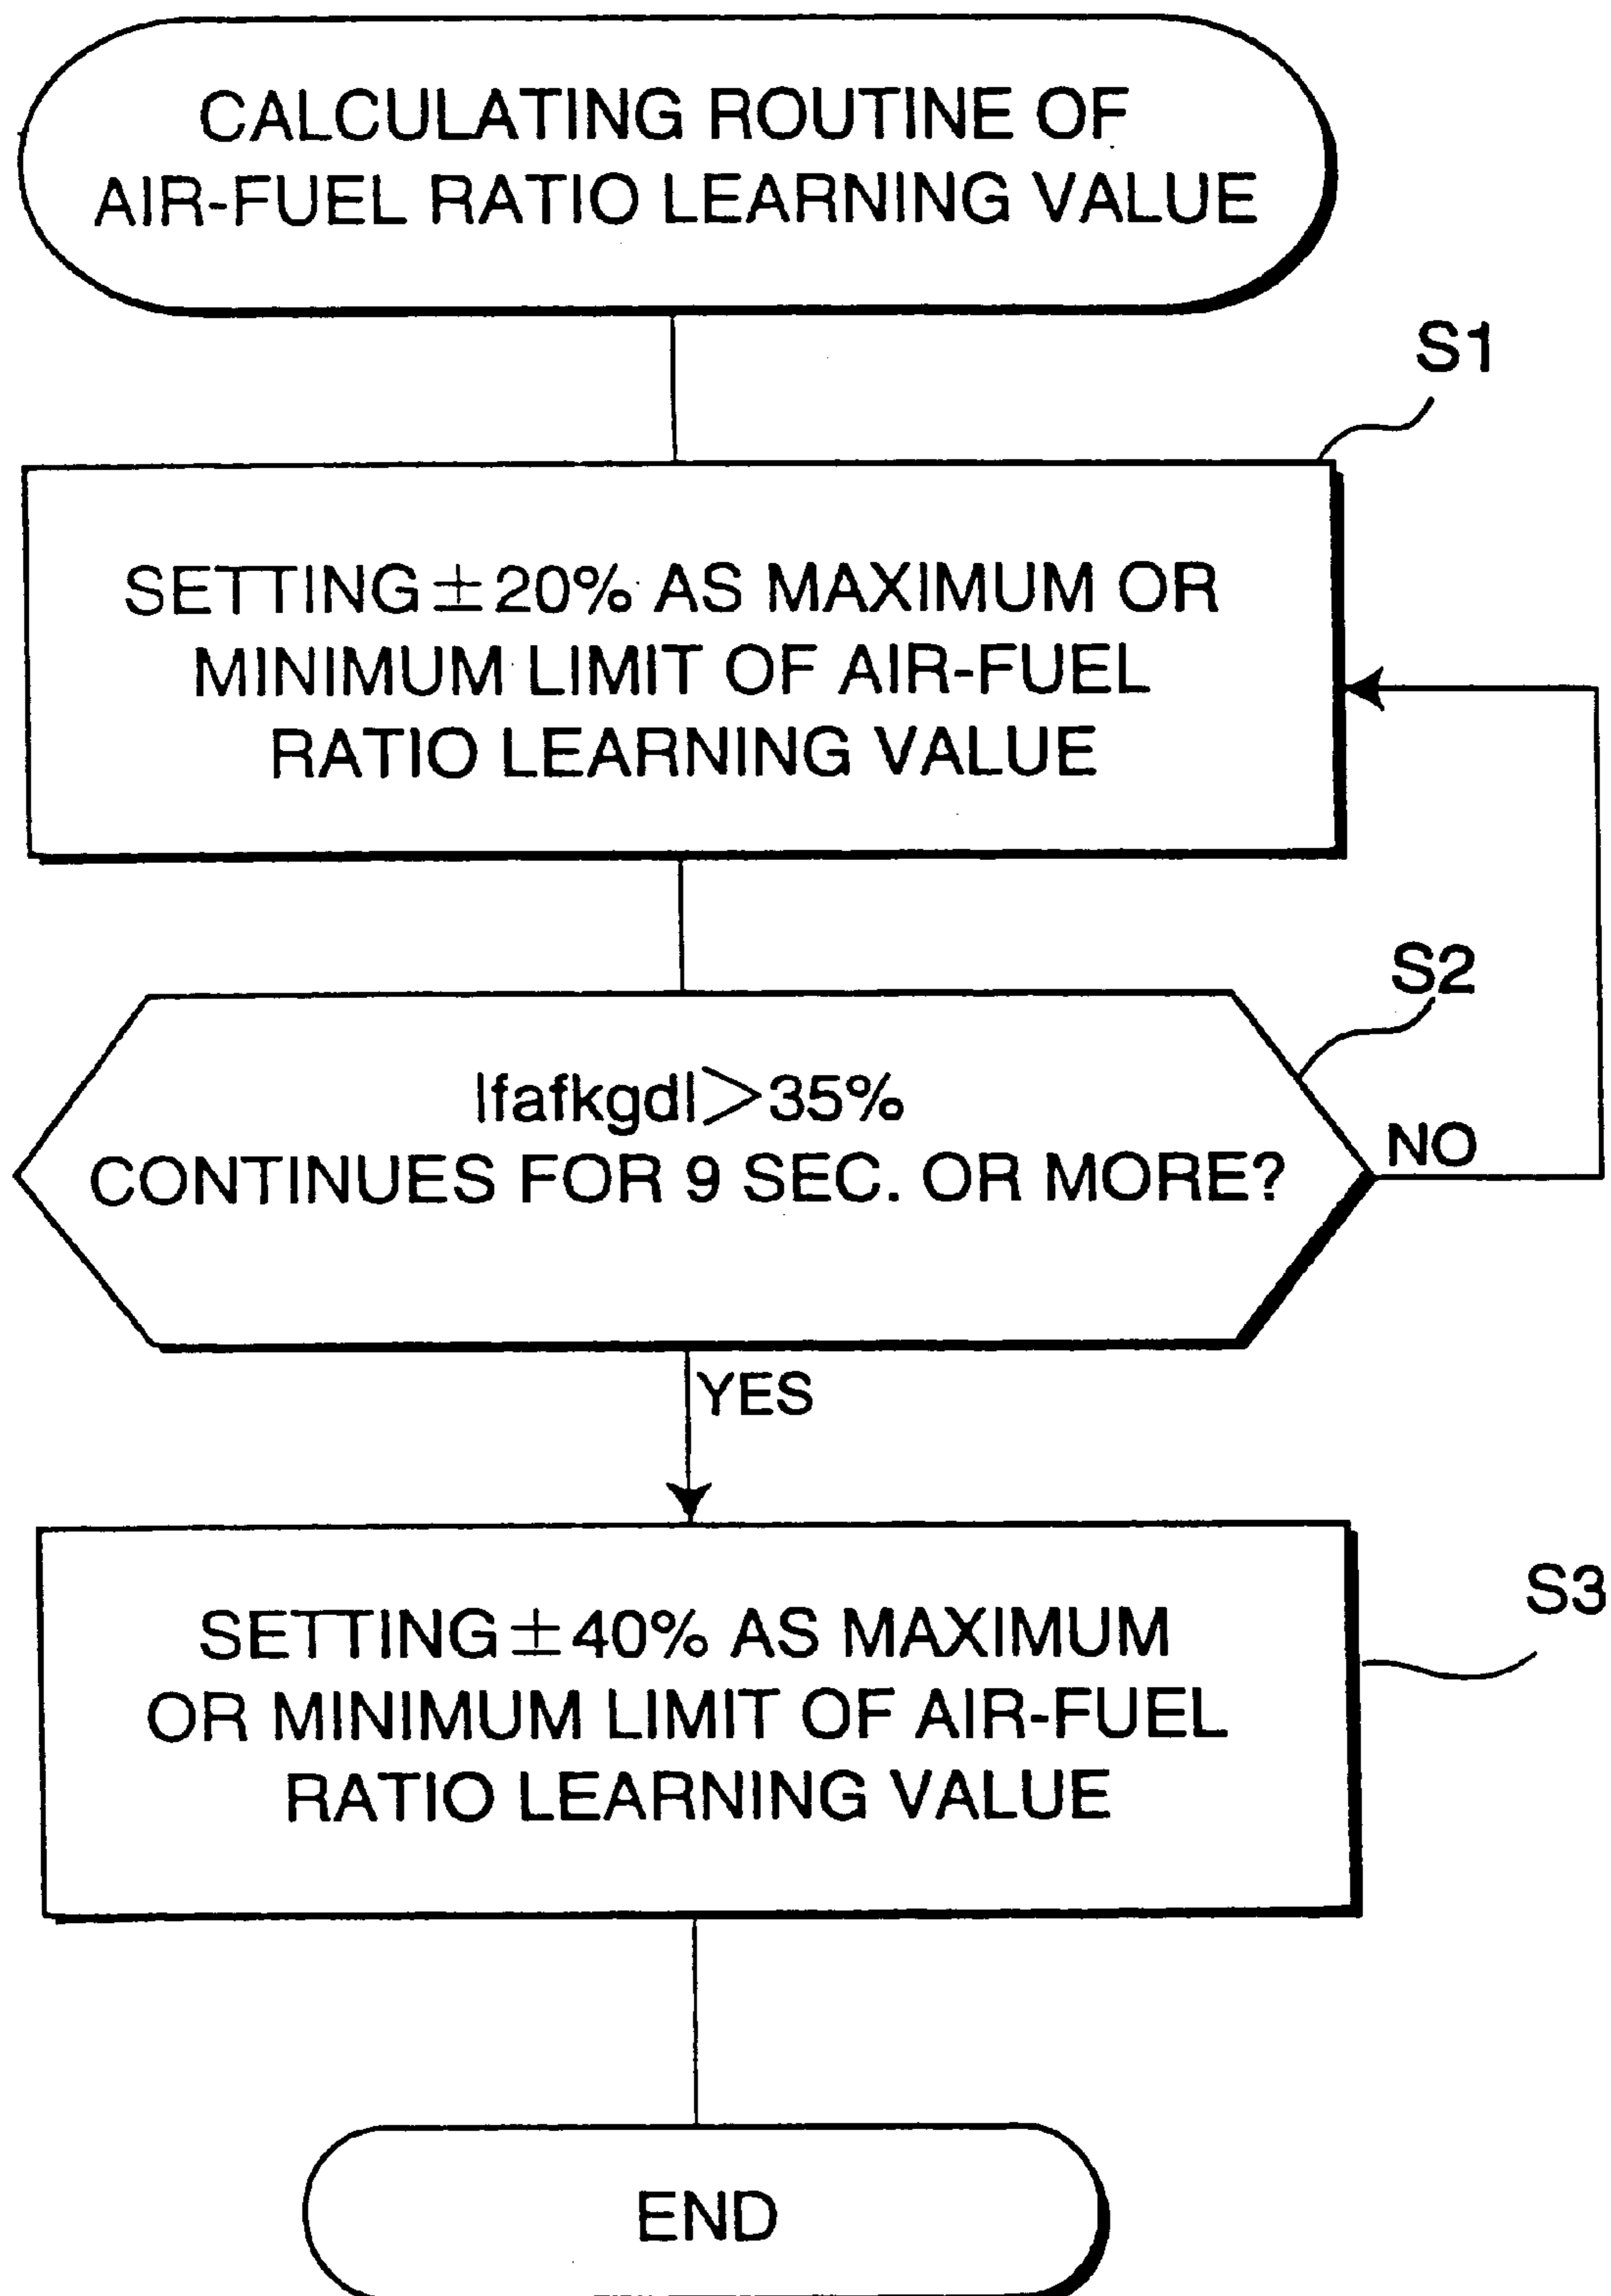 CALCULATING ROUTINE OF
AIR-FUEL RATIO LEARNING VALUE
S1
SETTING ±20% AS MAXIMUM OR
MINIMUM LIMIT OF AIR-FUEL
RATIO LEARNING VALUE
S2
|fafkgd|>35%
CONTINUES FOR 9 SEC. OR MORE?
NO
YES
S3
SETTING ±40% AS MAXIMUM
OR MINIMUM LIMIT OF AIR-FUEL
RATIO LEARNING VALUE
END